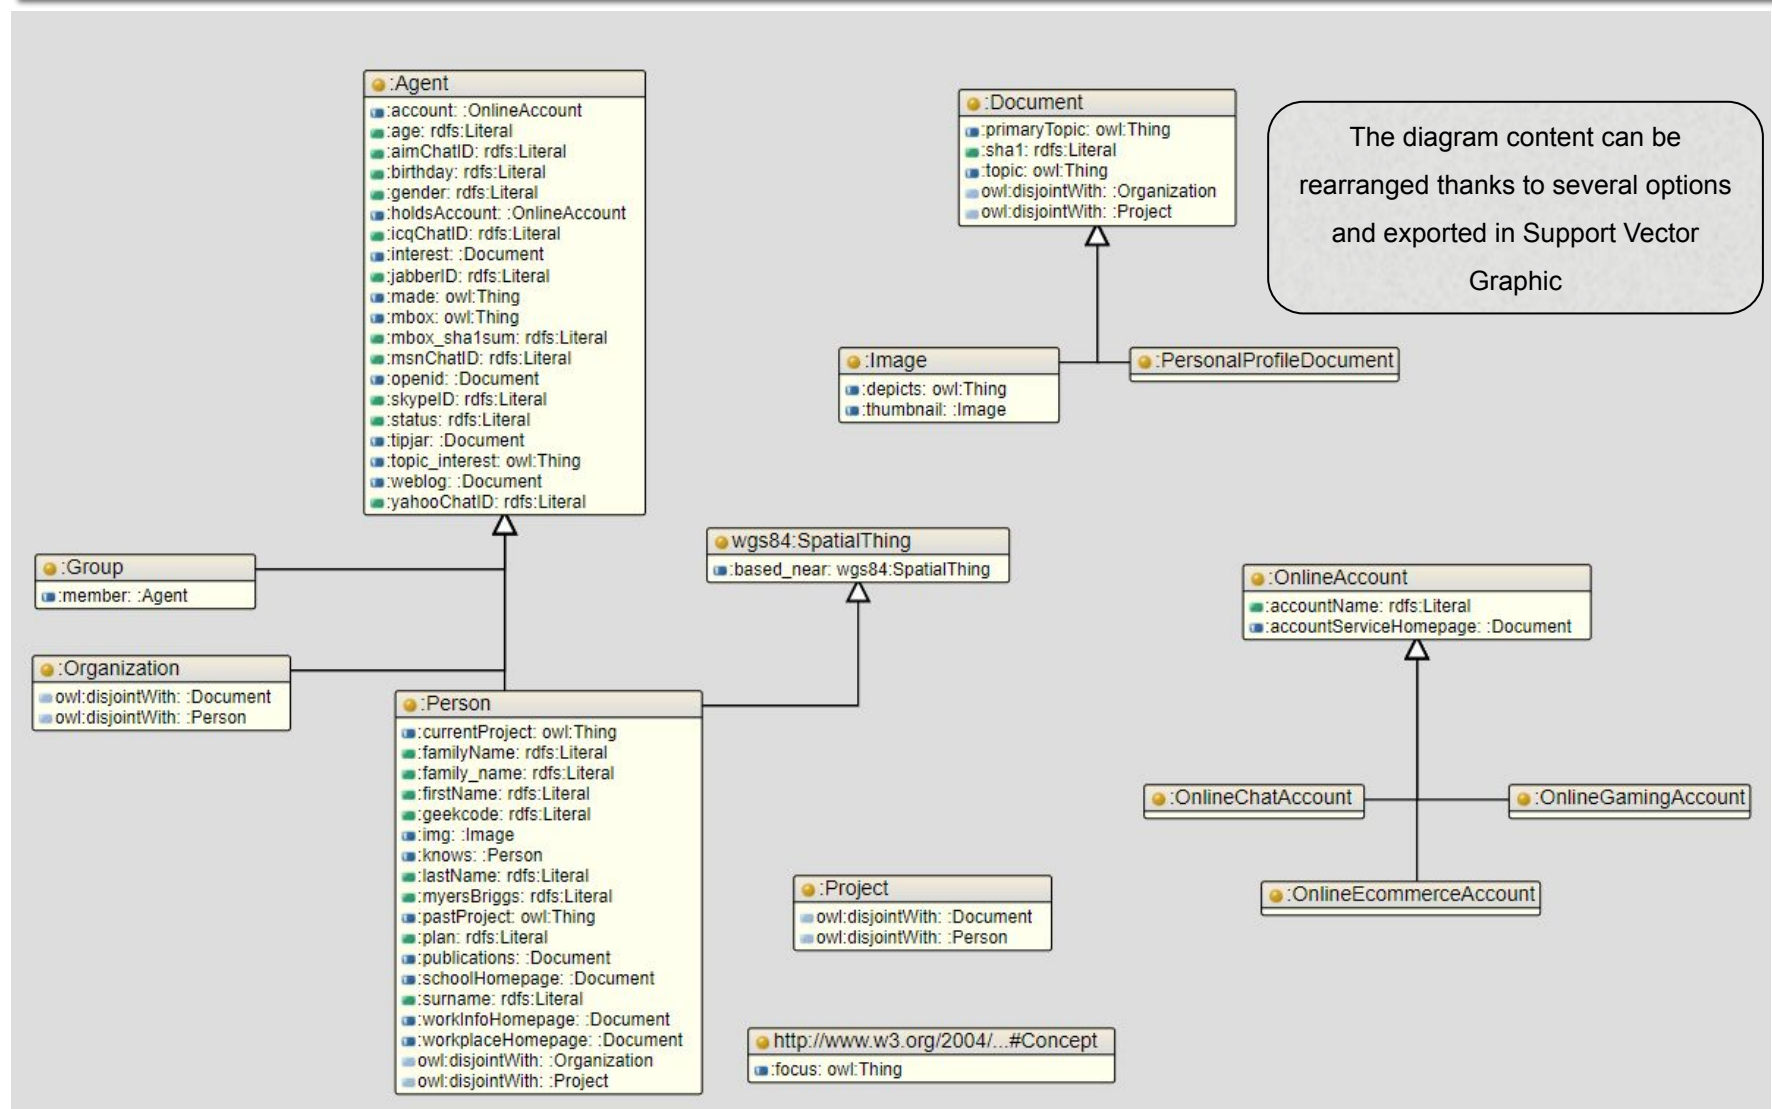 :Agent
:account: :OnlineAccount
:age: rdfs:Literal
:aimChatID: rdfs:Literal
:birthday: rdfs:Literal
:gender: rdfs:Literal
:holdsAccount: :OnlineAccount
:icqChatID: rdfs:Literal
:interest: :Document
:jabberID: rdfs:Literal
:made: owl:Thing
:mbox: owl:Thing
:mbox_sha1sum: rdfs:Literal
:msnChatID: rdfs:Literal
:openid: :Document
:skypeID: rdfs:Literal
:status: rdfs:Literal
:tipjar: :Document
:topic_interest: owl:Thing
:weblog: :Document
:yahooChatID: rdfs:Literal
:Document
:primaryTopic: owl:Thing
:sha1: rdfs:Literal
:topic: owl:Thing
owl:disjointWith: :Organization
owl:disjointWith: :Project
The diagram content can be
rearranged thanks to several options
and exported in Support Vector
Graphic
:Image
:depicts: owl:Thing
:thumbnail: :Image
:PersonalProfileDocument
:Group
:member: :Agent
wgs84:SpatialThing
:based_near: wgs84:SpatialThing
:OnlineAccount
:accountName: rdfs:Literal
:accountServiceHomepage: :Document
:Organization
owl:disjointWith: :Document
owl:disjointWith: :Person
:Person
:currentProject: owl:Thing
:familyName: rdfs:Literal
:family_name: rdfs:Literal
:firstName: rdfs:Literal
:geekcode: rdfs:Literal
:img: :Image
:knows: :Person
:lastName: rdfs:Literal
:myersBriggs: rdfs:Literal
:pastProject: owl:Thing
:plan: rdfs:Literal
:publications: :Document
:schoolHomepage: :Document
:surname: rdfs:Literal
:workInfoHomepage: :Document
:workplaceHomepage: :Document
owl:disjointWith: :Organization
owl:disjointWith: :Project
:OnlineChatAccount
:OnlineGamingAccount
:OnlineEcommerceAccount
:Project
owl:disjointWith: :Document
owl:disjointWith: :Person
http://www.w3.org/2004/...#Concept
:focus: owl:Thing